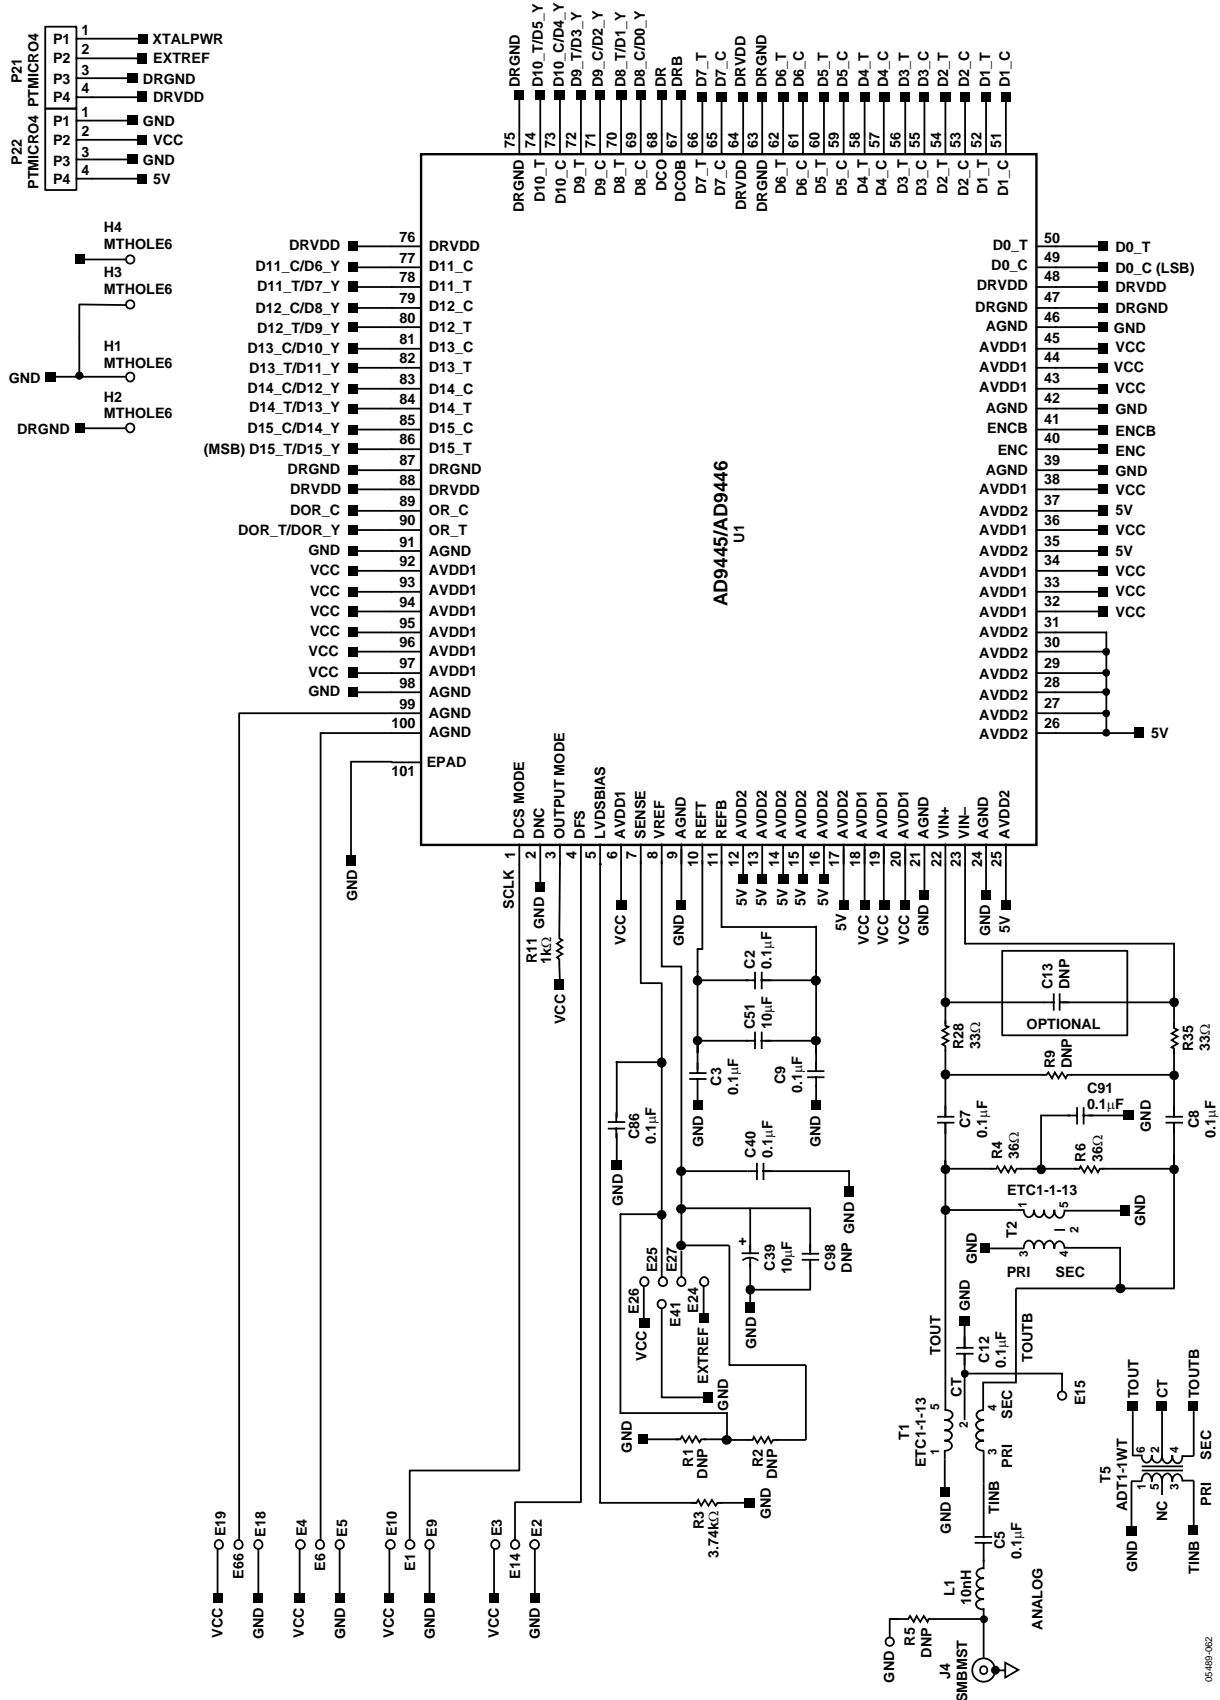 P21
PTMICRO4
P1 1 XTALPWR
P2 2 EXTREF
P3 3 DRGND
P4 4 DRVDD
P22
PTMICRO4
P1 1 GND
P2 2 VCC
P3 3 GND
P4 4 5V
H4
MTHOLE6
H3
MTHOLE6
H1
MTHOLE6
GND
H2
MTHOLE6
DRGND
DRGND 75 DRGND
D10_T/D5_Y 74 D10_T
D10_C/D4_Y 73 D10_C
D9_T/D3_Y 72 D9_T
D9_C/D2_Y 71 D9_C
D8_T/D1_Y 70 D8_T
D8_C/D0_Y 69 D8_C
DR 68 DCO
DRB 67 DCOB
D7_T 66 D7_T
D7_C 65 D7_C
DRVDD 64 DRVDD
DRGND 63 DRGND
D6_T 62 D6_T
D6_C 61 D6_C
D5_T 60 D5_T
D5_C 59 D5_C
D4_T 58 D4_T
D4_C 57 D4_C
D3_T 56 D3_T
D3_C 55 D3_C
D2_T 54 D2_T
D2_C 53 D2_C
D1_T 52 D1_T
D1_C 51 D1_C
DRVDD 76 DRVDD
D11_C/D6_Y 77 D11_C
D11_T/D7_Y 78 D11_T
D12_C/D8_Y 79 D12_C
D12_T/D9_Y 80 D12_T
D13_C/D10_Y 81 D13_C
D13_T/D11_Y 82 D13_T
D14_C/D12_Y 83 D14_C
D14_T/D13_Y 84 D14_T
D15_C/D14_Y 85 D15_C
(MSB) D15_T/D15_Y 86 D15_T
DRGND 87 DRGND
DRVDD 88 DRVDD
DOR_C 89 OR_C
DOR_T/DOR_Y 90 OR_T
GND 91 AGND
VCC 92 AVDD1
VCC 93 AVDD1
VCC 94 AVDD1
VCC 95 AVDD1
VCC 96 AVDD1
VCC 97 AVDD1
GND 98 AGND
99 AGND
100 AGND
101 EPAD
GND
AD9445/AD9446
U1
D0_T 50 D0_T
D0_C 49 D0_C (LSB)
DRVDD 48 DRVDD
DRGND 47 DRGND
AGND 46 GND
AVDD1 45 VCC
AVDD1 44 VCC
AVDD1 43 VCC
AGND 42 GND
ENCB 41 ENCB
ENC 40 ENC
AGND 39 GND
AVDD1 38 VCC
AVDD2 37 5V
AVDD1 36 VCC
AVDD2 35 5V
AVDD1 34 VCC
AVDD1 33 VCC
AVDD1 32 VCC
AVDD2 31
AVDD2 30
AVDD2 29
AVDD2 28
AVDD2 27
AVDD2 26 5V
DCS MODE 1 SCLK
DNC 2 GND
OUTPUT MODE 3
DFS 4
LVDSBIAS 5
AVDD1 6 VCC
SENSE 7
VREF 8
AGND 9 GND
REFT 10
REFB 11
AVDD2 12 5V
AVDD2 13 5V
AVDD2 14 5V
AVDD2 15 5V
AVDD2 16 5V
AVDD2 17 5V
AVDD1 18 VCC
AVDD1 19 VCC
AVDD1 20 VCC
AGND 21 GND
VIN+ 22
VIN– 23
AGND 24 GND
AVDD2 25 5V
R11
1kΩ
VCC
C2
0.1µF
C51
10µF
C3
0.1µF
GND
C9
0.1µF
GND
C86
0.1µF
GND
C40
0.1µF
GND
C39
10µF
+
C98
DNP
GND
E25
E27
E26
VCC
E41
E24
EXTREF
GND
GND
R1
DNP
R2
DNP
R3
3.74kΩ
GND
C13
DNP
OPTIONAL
R28
33Ω
R35
33Ω
R9
DNP
C91
0.1µF
GND
C7
0.1µF
C8
0.1µF
R4
36Ω
R6
36Ω
ETC1-1-13
1 5
T2
2
3 4
GND
GND
PRI SEC
TOUT
TOUTB
GND
C12
0.1µF
CT
E15
T1
ETC1-1-13
1 5
2
3 4
PRI SEC
GND
TINB
C5
0.1µF
L1
10nH
ANALOG
GND
R5
DNP
J4
SMBMST
TOUT
CT
TOUTB
6 2 4
SEC
T5
ADT1-1WT
1 5 3
PRI
GND
NC
TINB
VCC E19
E66
GND E18
VCC E4
E6
GND E5
VCC E10
E1
GND E9
VCC E3
E14
GND E2
05489-062